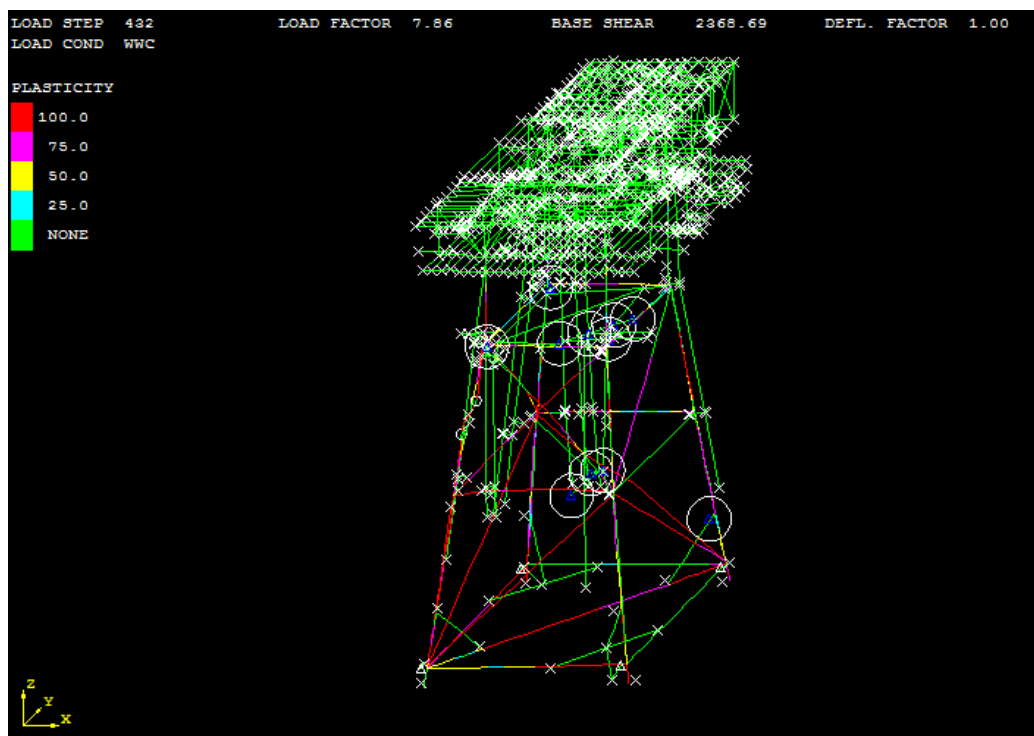 LOAD STEP 432 LOAD FACTOR 7.86 BASE SHEAR 2368.69 DEFL. FACTOR 1.00
LOAD COND WWC
PLASTICITY
100.0
75.0
50.0
25.0
NONE
Z
Y
X